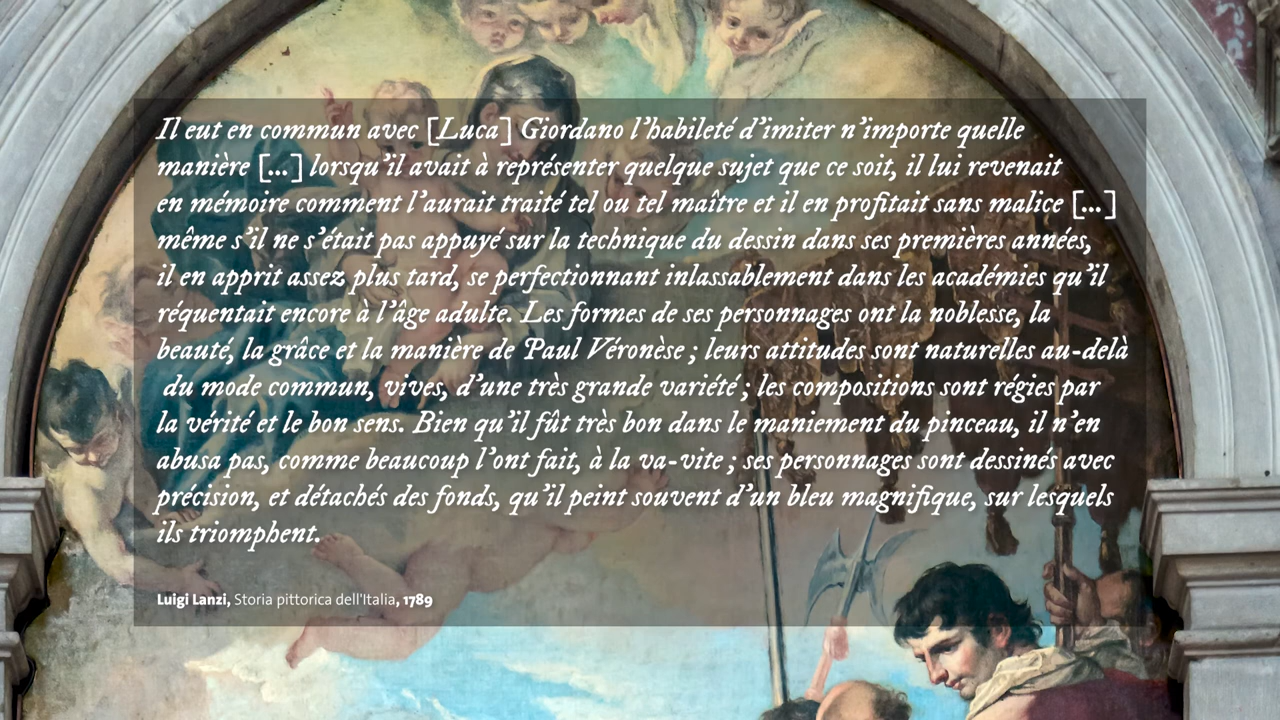 Il eut en commun avec [Luca] Giordano l'habileté d'imiter n'importe quelle
manière [...] lorsqu'il avait à représenter quelque sujet que ce soit, il lui revenait
en mémoire comment l'aurait traité tel ou tel maître et il en profitait sans malice [...]
même s'il ne s'était pas appuyé sur la technique du dessin dans ses premières années,
il en apprit assez plus tard, se perfectionnant inlassablement dans les académies qu'il
réquentait encore à l'âge adulte. Les formes de ses personnages ont la noblesse, la
beauté, la grâce et la manière de Paul Véronèse ; leurs attitudes sont naturelles au-delà
du mode commun, vives, d'une très grande variété ; les compositions sont régies par
la vérité et le bon sens. Bien qu'il fût très bon dans le maniement du pinceau, il n'en
abusa pas, comme beaucoup l'ont fait, à la va-vite ; ses personnages sont dessinés avec
précision, et détachés des fonds, qu'il peint souvent d'un bleu magnifique, sur lesquels
ils triomphent.
Luigi Lanzi, Storia pittorica dell'Italia, 1789